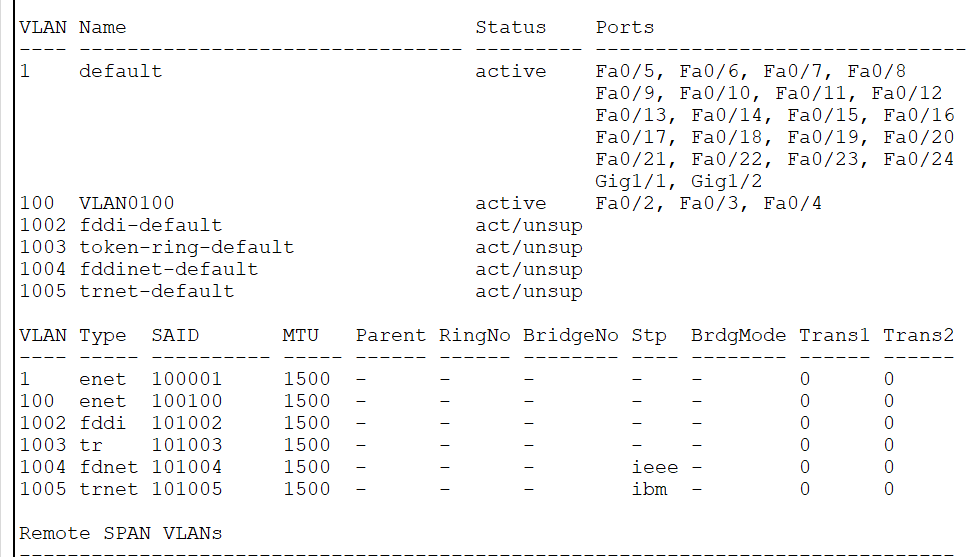 VLAN Name                             Status    Ports
---- -------------------------------- --------- -------------------------------
1    default                          active    Fa0/5, Fa0/6, Fa0/7, Fa0/8
                                                Fa0/9, Fa0/10, Fa0/11, Fa0/12
                                                Fa0/13, Fa0/14, Fa0/15, Fa0/16
                                                Fa0/17, Fa0/18, Fa0/19, Fa0/20
                                                Fa0/21, Fa0/22, Fa0/23, Fa0/24
                                                Gig1/1, Gig1/2
100  VLAN0100                         active    Fa0/2, Fa0/3, Fa0/4
1002 fddi-default                     act/unsup
1003 token-ring-default               act/unsup
1004 fddinet-default                  act/unsup
1005 trnet-default                    act/unsup
VLAN Type  SAID       MTU   Parent RingNo BridgeNo Stp  BrdgMode Trans1 Trans2
---- ----- ---------- ----- ------ ------ -------- ---- -------- ------ ------
1    enet  100001     1500  -      -      -        -    -        0      0
100  enet  100100     1500  -      -      -        -    -        0      0
1002 fddi  101002     1500  -      -      -        -    -        0      0
1003 tr    101003     1500  -      -      -        -    -        0      0
1004 fdnet 101004     1500  -      -      -        ieee -        0      0
1005 trnet 101005     1500  -      -      -        ibm  -        0      0
Remote SPAN VLANs
------------------------------------------------------------------------------